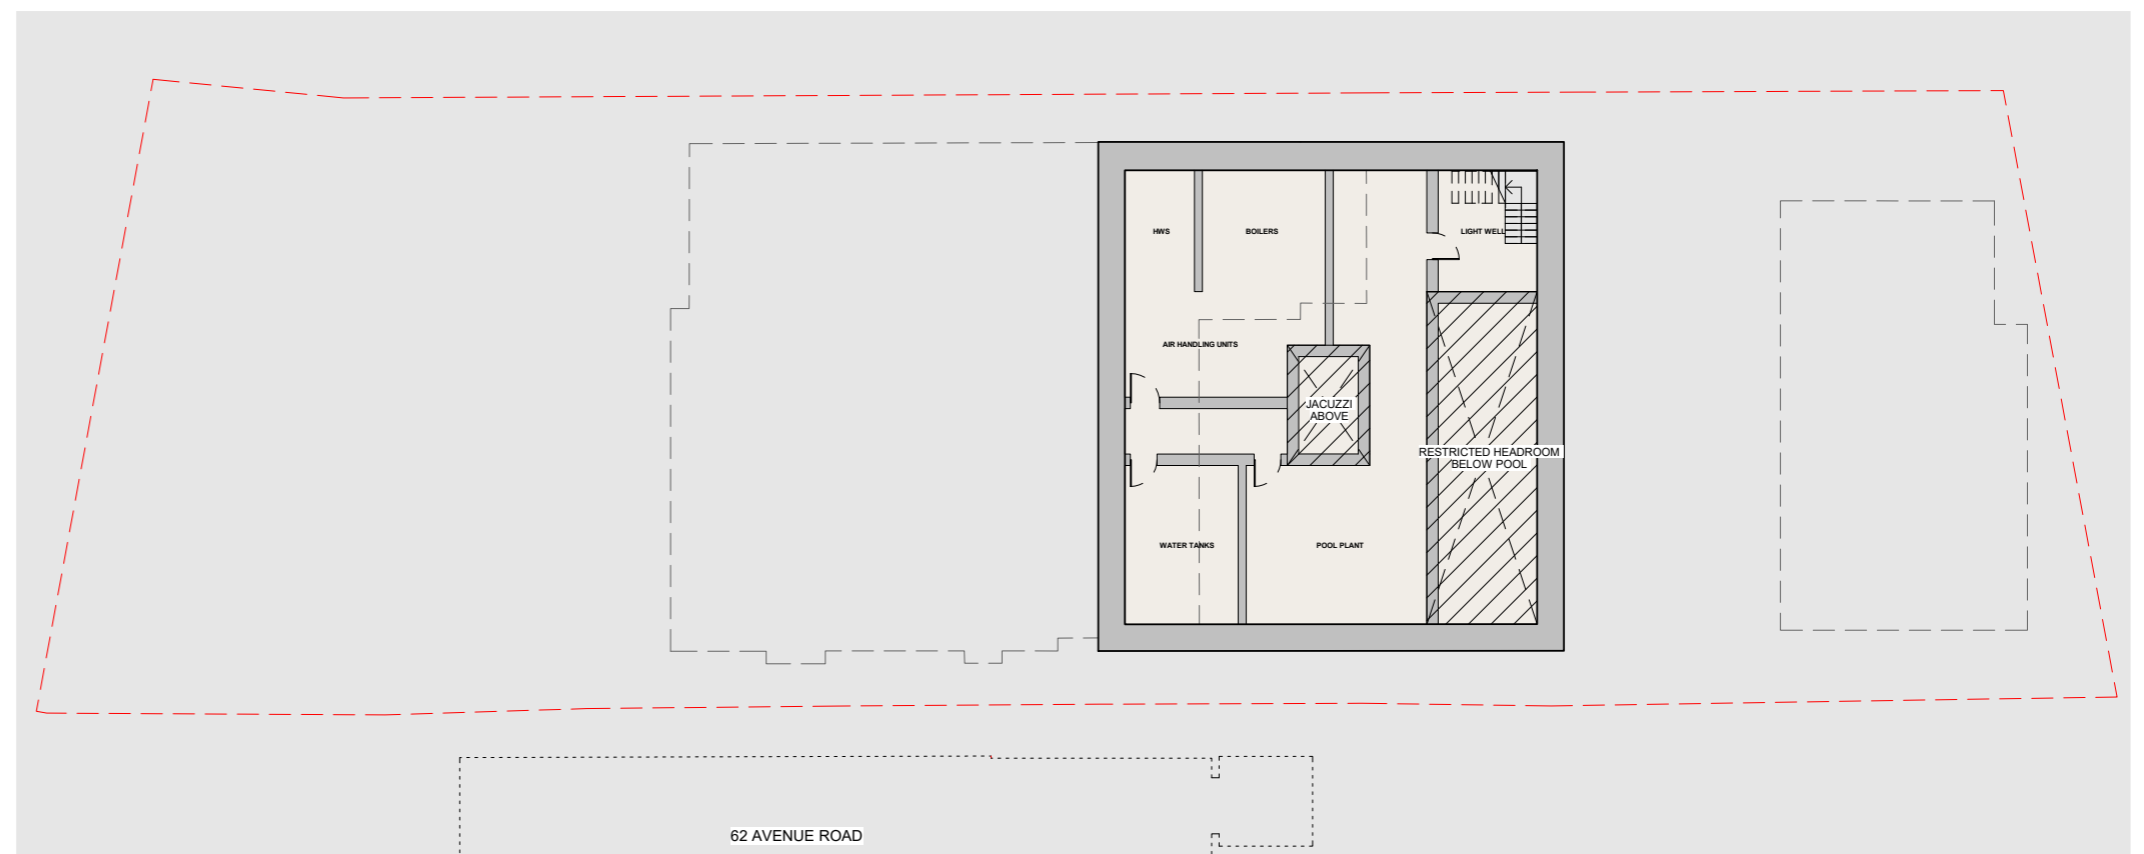 HWS
BOILERS
LIGHT WELL
AIR HANDLING UNITS
JACUZZI
ABOVE
RESTRICTED HEADROOM
BELOW POOL
WATER TANKS
POOL PLANT
62 AVENUE ROAD